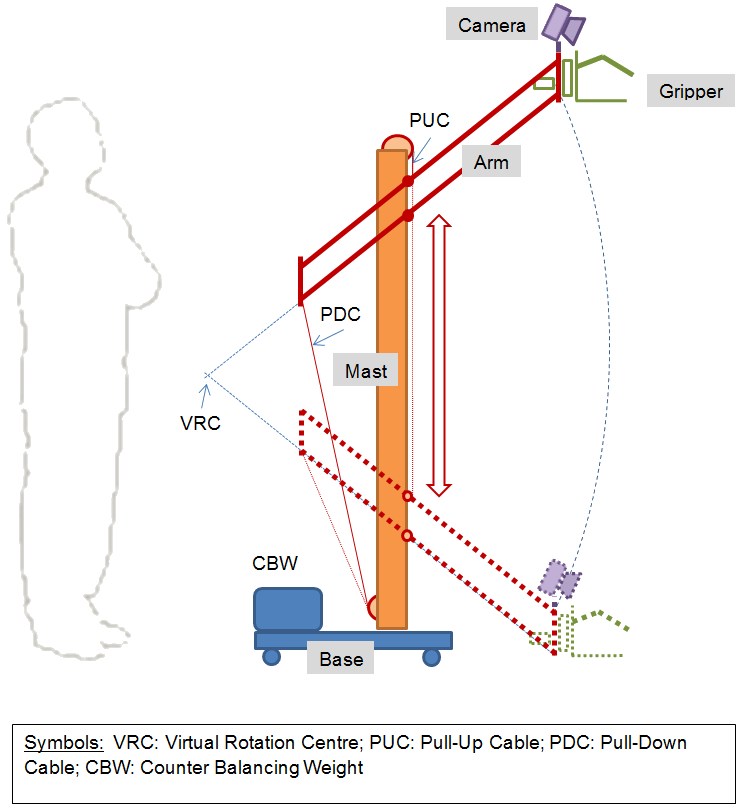 Camera
Gripper
PUC
Arm
PDC
Mast
VRC
CBW
Base
Symbols: VRC: Virtual Rotation Centre; PUC: Pull-Up Cable; PDC: Pull-Down
Cable; CBW: Counter Balancing Weight